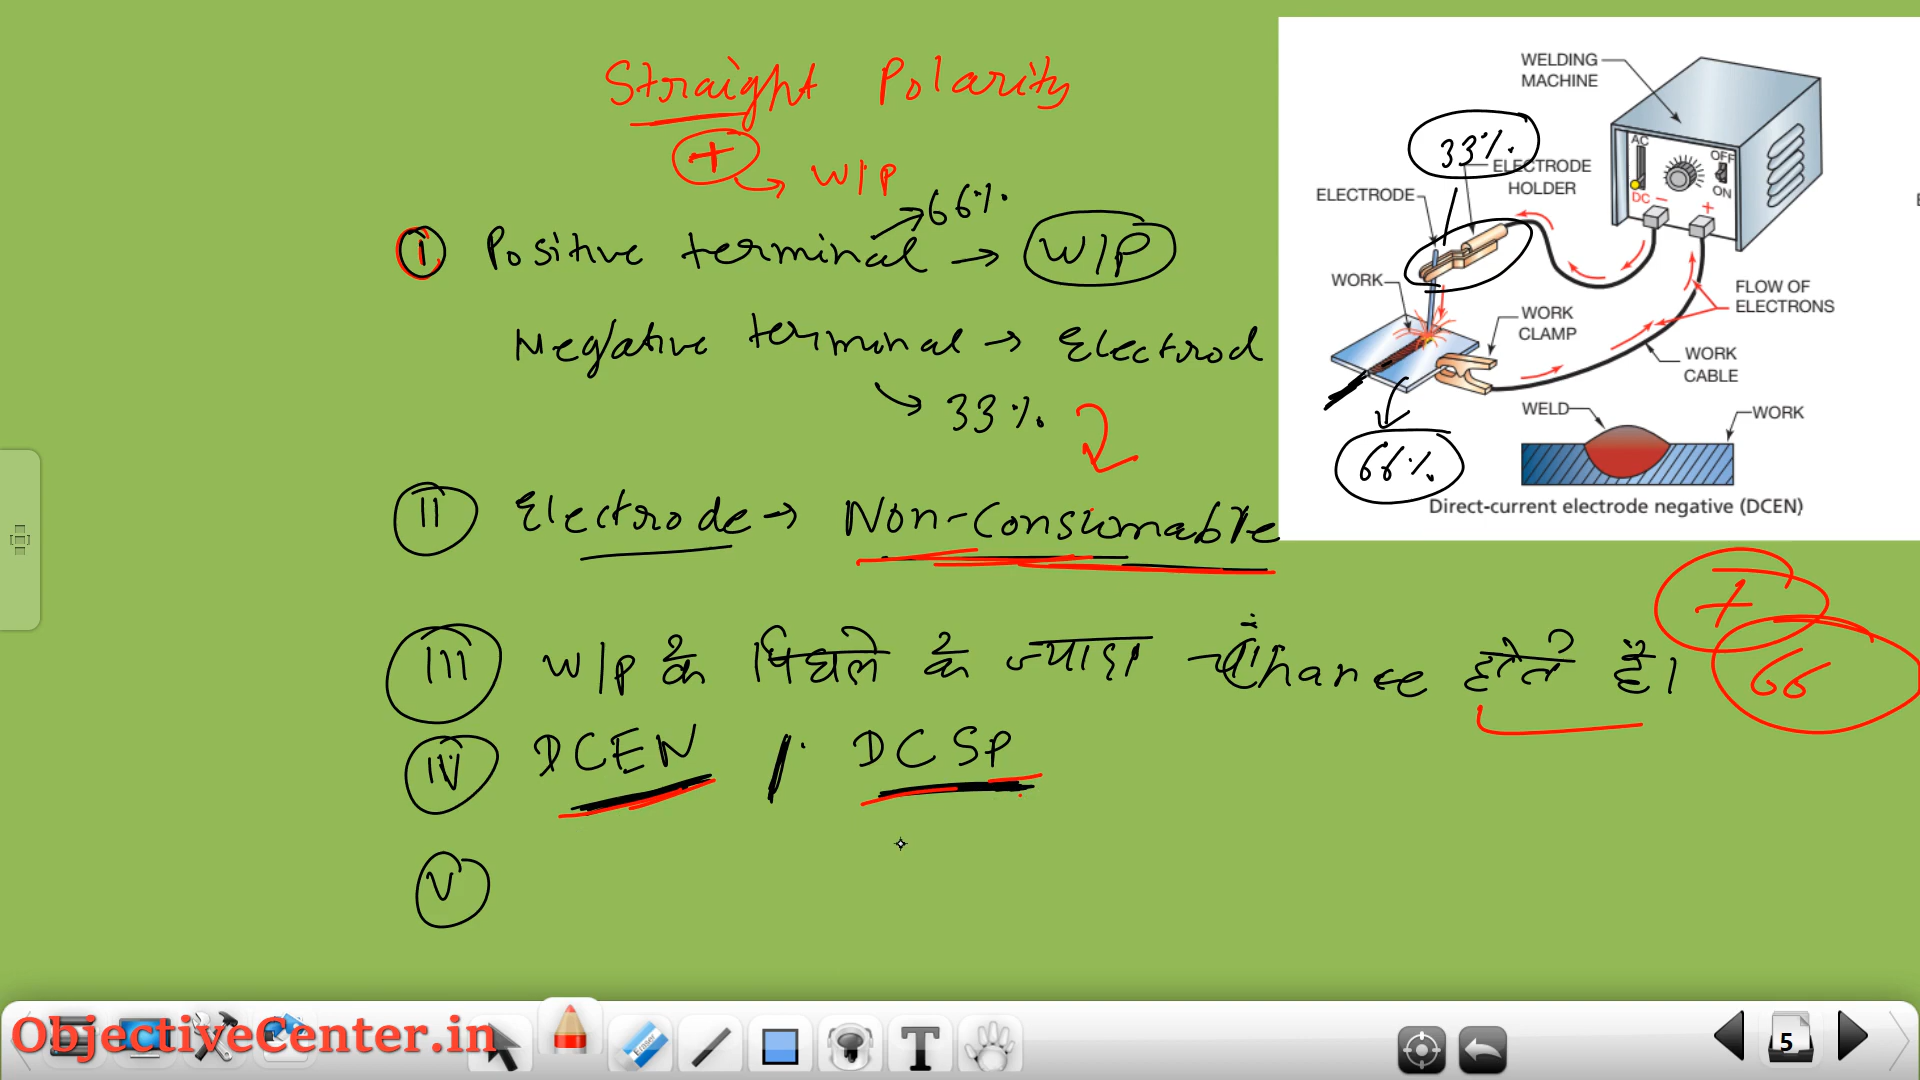 Straight Polarity
+ → W/P
66%.
(i) Positive terminal → W/P
Negative terminal → Electrod
→ 33%.
(ii) Electrode → Non-Consumable
(iii) W/P के पिघले के ज्यादा chance होते हैं।
+
66
(iv) DCEN / DCSP
(v)
WELDING
MACHINE
33%.
ELECTRODE
HOLDER
ELECTRODE
AC
OFF
ON
DC - +
WORK
WORK
CLAMP
FLOW OF
ELECTRONS
WORK
CABLE
66%.
WELD
WORK
Direct-current electrode negative (DCEN)
ObjectiveCenter.in
Eraser
T
5